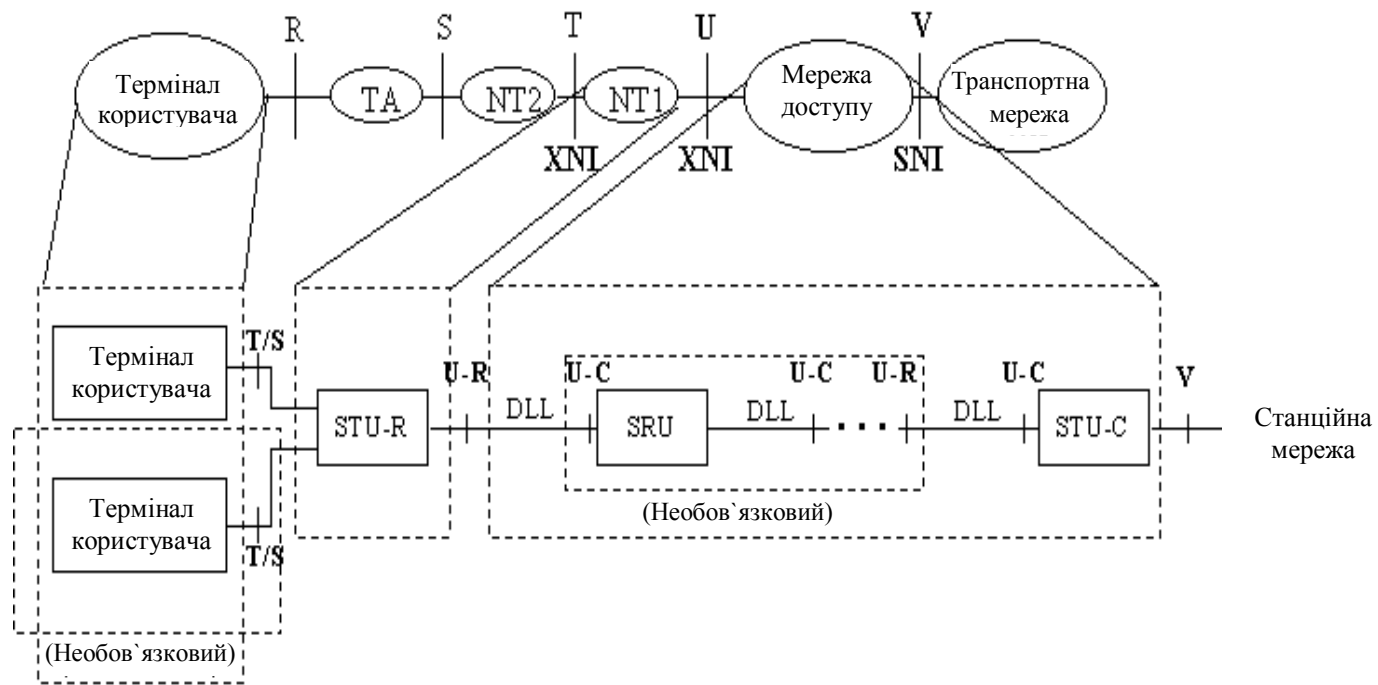 R
S
T
U
V
Термінал
користувача
TA
NT2
NT1
Мережа
доступу
Транспортна
мережа
XNI
XNI
SNI
Термінал
користувача
T/S
STU-R
U-R
DLL
U-C
SRU
DLL
U-C
U-R
DLL
U-C
STU-C
V
Станційна
мережа
(Необов`язковий)
Термінал
користувача
T/S
(Необов`язковий)